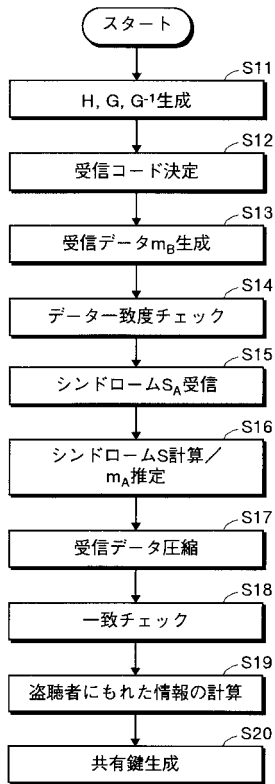 スタート
S11
H, G, G⁻¹生成
S12
受信コード決定
S13
受信データmB生成
S14
データ一致度チェック
S15
シンドロームSA受信
S16
シンドロームS計算／
mA推定
S17
受信データ圧縮
S18
一致チェック
S19
盗聴者にもれた情報の計算
S20
共有鍵生成